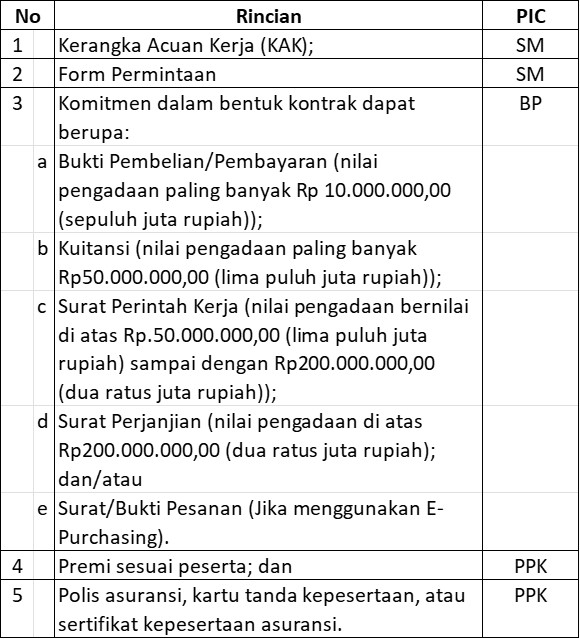 No Rincian PIC
1 Kerangka Acuan Kerja (KAK); SM
2 Form Permintaan SM
3 Komitmen dalam bentuk kontrak dapat BP
berupa:
a Bukti Pembelian/Pembayaran (nilai
pengadaan paling banyak Rp 10.000.000,00
(sepuluh juta rupiah));
b Kuitansi (nilai pengadaan paling banyak
Rp50.000.000,00 (lima puluh juta rupiah));
c Surat Perintah Kerja (nilai pengadaan bernilai
di atas Rp.50.000.000,00 (lima puluh juta
rupiah) sampai dengan Rp200.000.000,00
(dua ratus juta rupiah));
d Surat Perjanjian (nilai pengadaan di atas
Rp200.000.000,00 (dua ratus juta rupiah);
dan/atau
e Surat/Bukti Pesanan (Jika menggunakan E-
Purchasing).
4 Premi sesuai peserta; dan PPK
5 Polis asuransi, kartu tanda kepesertaan, atau PPK
sertifikat kepesertaan asuransi.